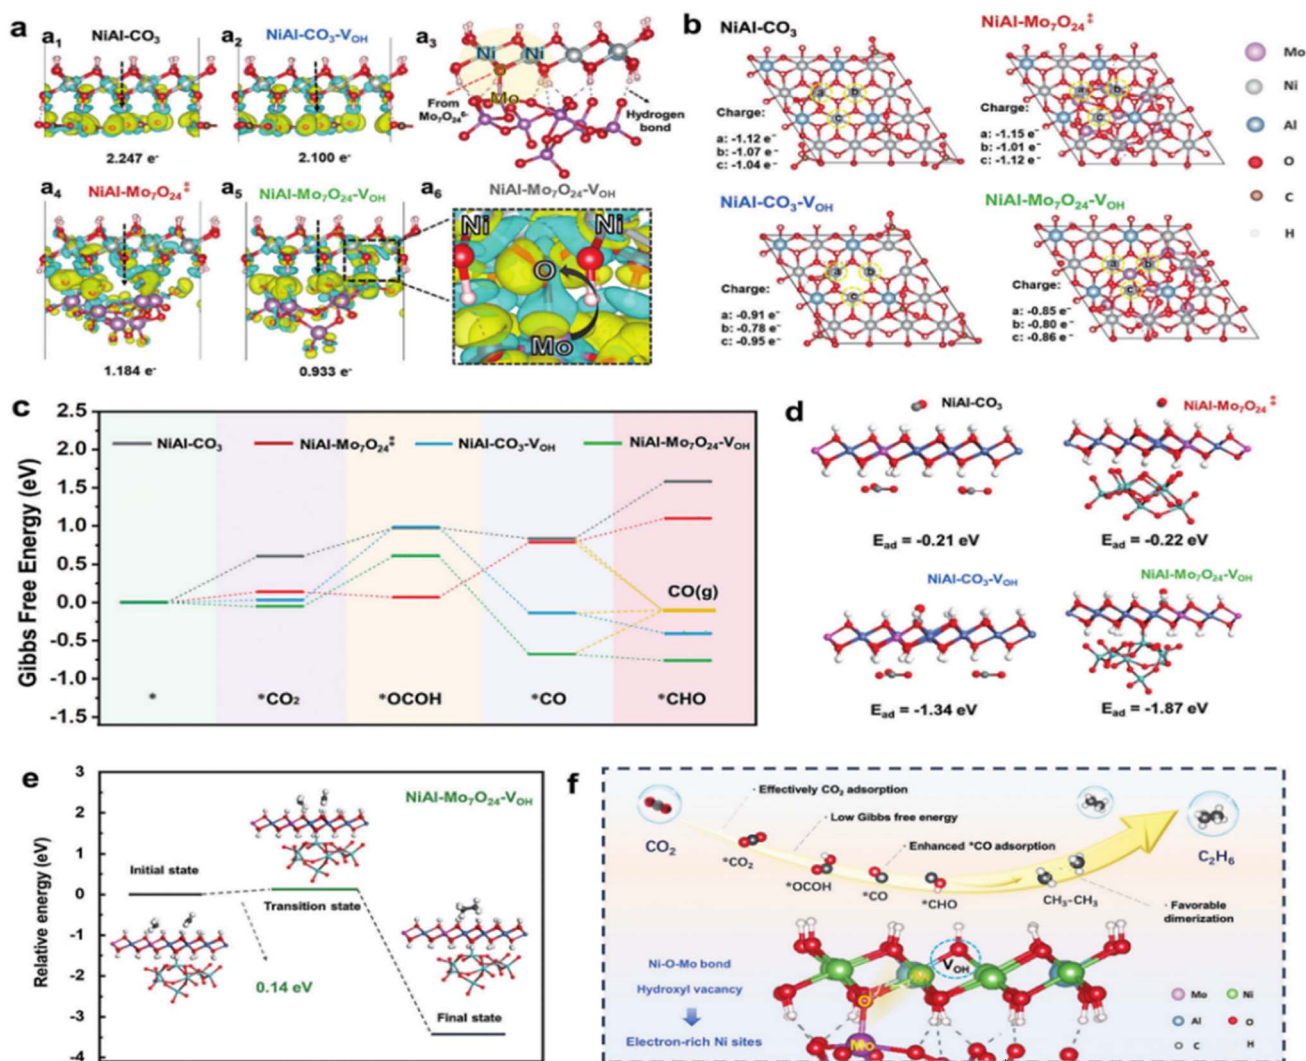 a
a1 NiAl-CO3
2.247 e-
a2 NiAl-CO3-VOH
2.100 e-
a3
Ni Ni
From
Mo7O24 6-
Mo
Hydrogen
bond
a4 NiAl-Mo7O24‡
1.184 e-
a5 NiAl-Mo7O24-VOH
0.933 e-
a6 NiAl-Mo7O24-VOH
Ni Ni
O
Mo
b
NiAl-CO3
a b
c
Charge:
a: -1.12 e-
b: -1.07 e-
c: -1.04 e-
NiAl-Mo7O24‡
a b
c
Charge:
a: -1.15 e-
b: -1.01 e-
c: -1.12 e-
Mo
Ni
Al
O
C
H
NiAl-CO3-VOH
a b
c
Charge:
a: -0.91 e-
b: -0.78 e-
c: -0.95 e-
NiAl-Mo7O24-VOH
a b
c
Charge:
a: -0.85 e-
b: -0.80 e-
c: -0.86 e-
c
Gibbs Free Energy (eV)
2.5
2.0
1.5
1.0
0.5
0.0
-0.5
-1.0
-1.5
NiAl-CO3 NiAl-Mo7O24‡ NiAl-CO3-VOH NiAl-Mo7O24-VOH
CO(g)
* *CO2 *OCOH *CO *CHO
d
NiAl-CO3
Ead = -0.21 eV
NiAl-Mo7O24‡
Ead = -0.22 eV
NiAl-CO3-VOH
Ead = -1.34 eV
NiAl-Mo7O24-VOH
Ead = -1.87 eV
e
Relative energy (eV)
3
2
1
0
-1
-2
-3
-4
NiAl-Mo7O24-VOH
Initial state
Transition state
0.14 eV
Final state
f
CO2
· Effectively CO2 adsorption
· Low Gibbs free energy
· Enhanced *CO adsorption
*CO2
*OCOH
*CO
*CHO
CH3-CH3
C2H6
· Favorable
dimerization
VOH
Ni-O-Mo bond
Hydroxyl vacancy
Electron-rich Ni sites
O
Mo
Mo Ni
Al O
C H